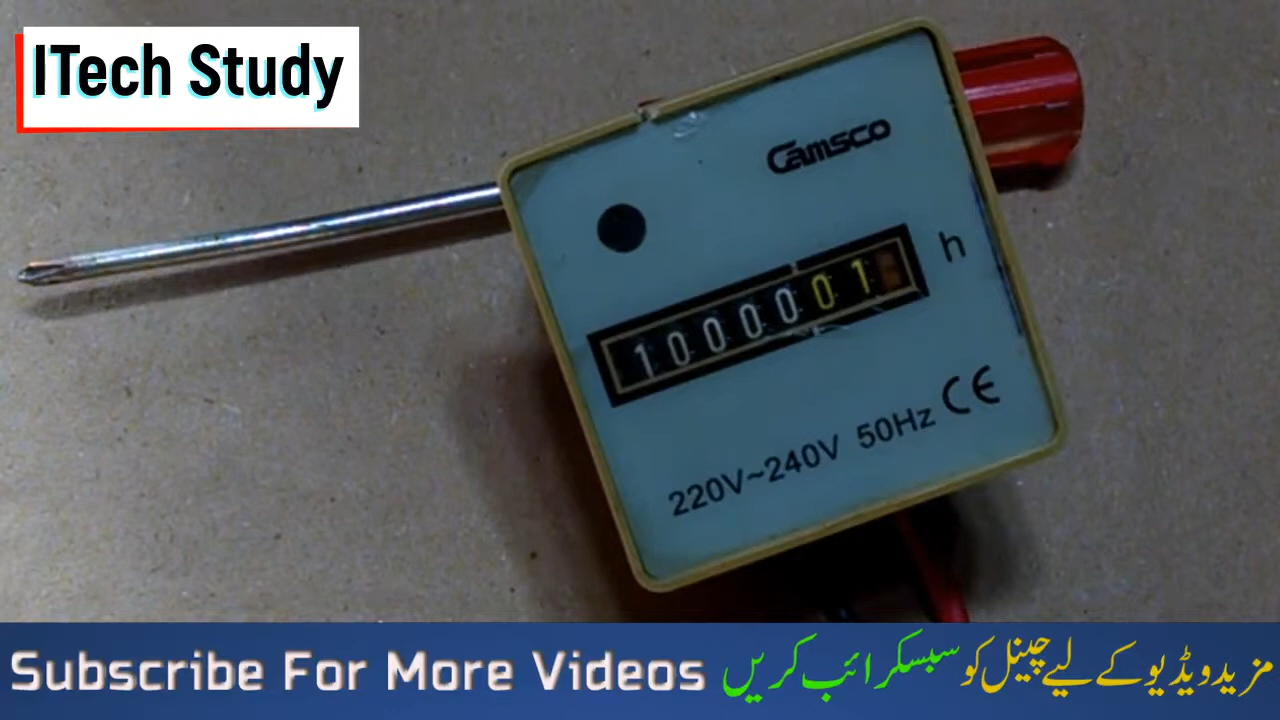 ITech Study
Camsco
1000001 h
220V~240V 50Hz CE
Subscribe For More Videos مزید ویڈیو کے لیے چینل کو سبسکرائب کریں